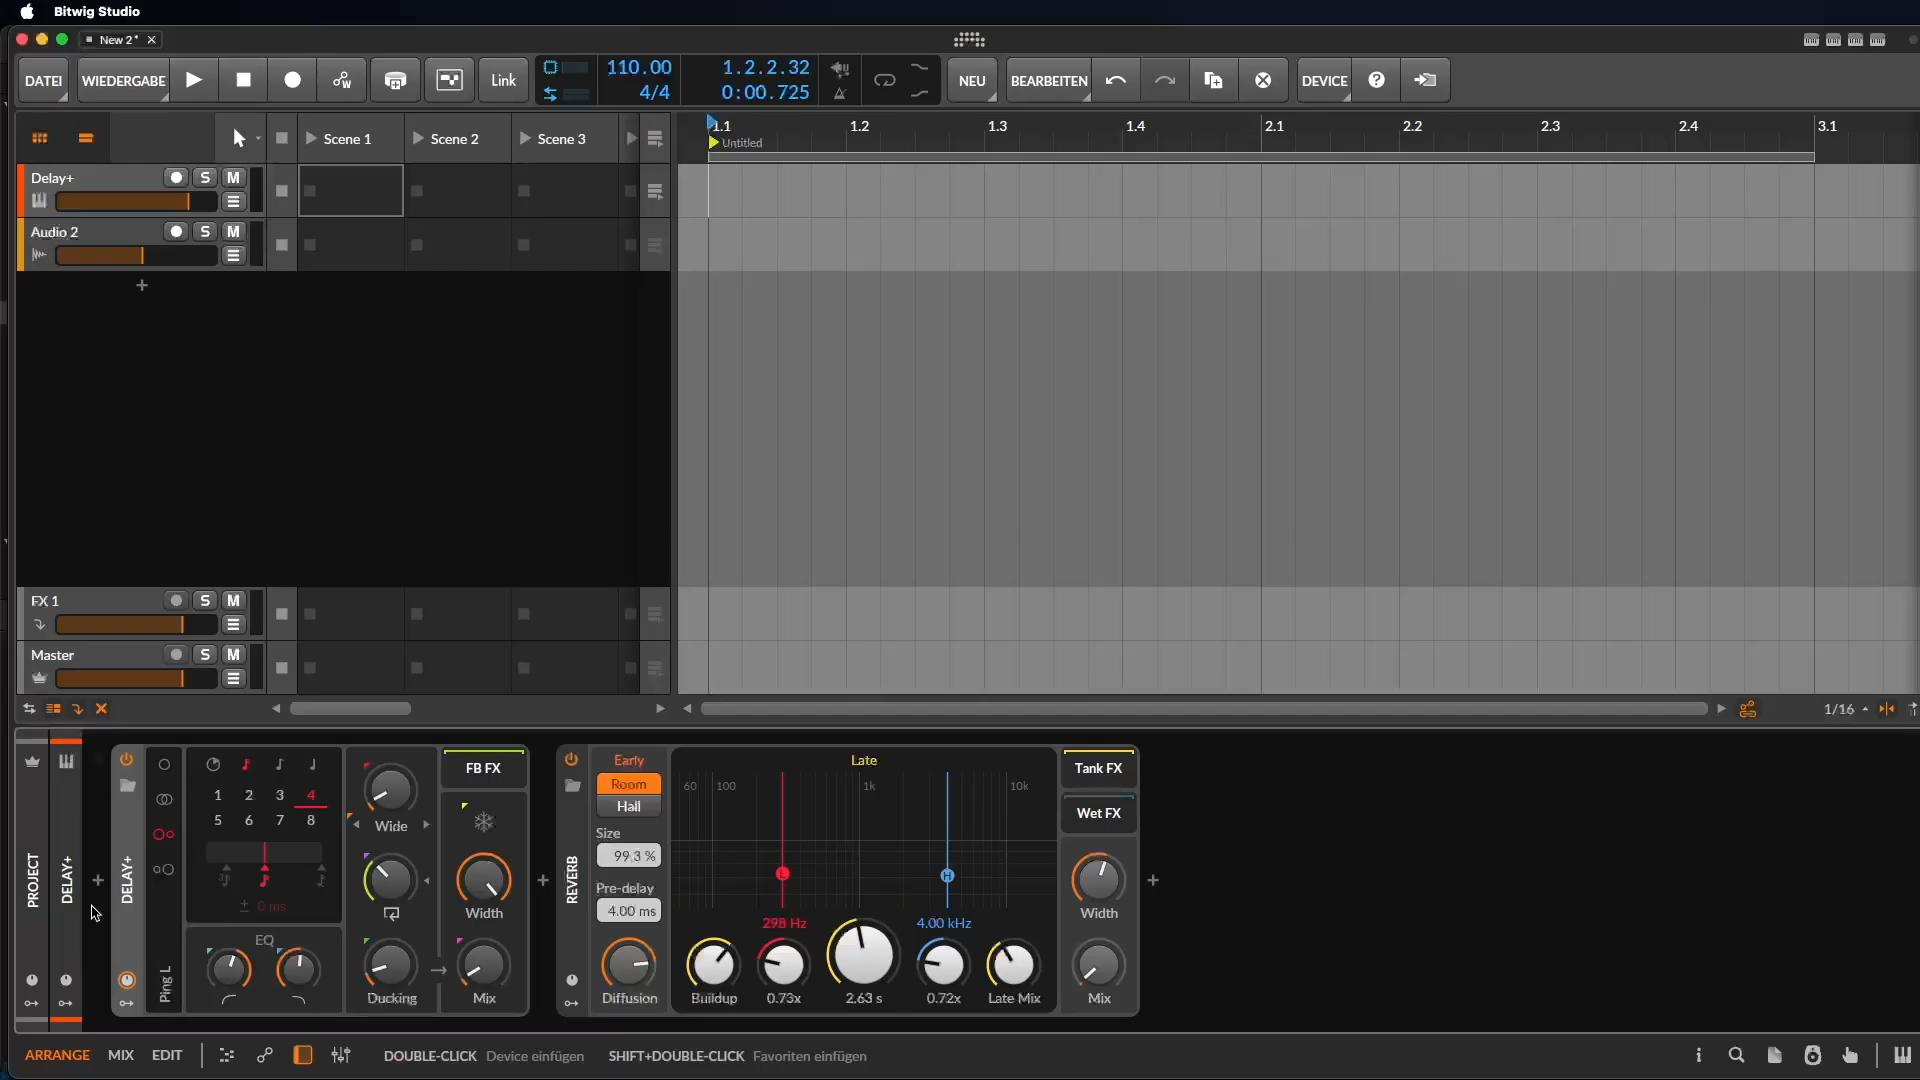 Bitwig Studio
New 2*
DATEI
WIEDERGABE
Link
110.00
4/4
1.2.2.32
0:00.725
NEU
BEARBEITEN
DEVICE
Scene 1
Scene 2
Scene 3
1.1
1.2
1.3
1.4
2.1
2.2
2.3
2.4
3.1
Untitled
Delay+
S
M
Audio 2
S
M
FX 1
S
M
Master
S
M
1/16
PROJECT
DELAY+
DELAY+
Ping L
1 2 3 4
5 6 7 8
± 0 ms
EQ
Wide
Ducking
FB FX
Width
Mix
REVERB
Early
Room
Hall
Size
99.3 %
Pre-delay
4.00 ms
Diffusion
Late
60 100 1k 10k
L
H
298 Hz
4.00 kHz
Buildup
0.73x
2.63 s
0.72x
Late Mix
Tank FX
Wet FX
Width
Mix
ARRANGE MIX EDIT
DOUBLE-CLICK Device einfügen
SHIFT+DOUBLE-CLICK Favoriten einfügen